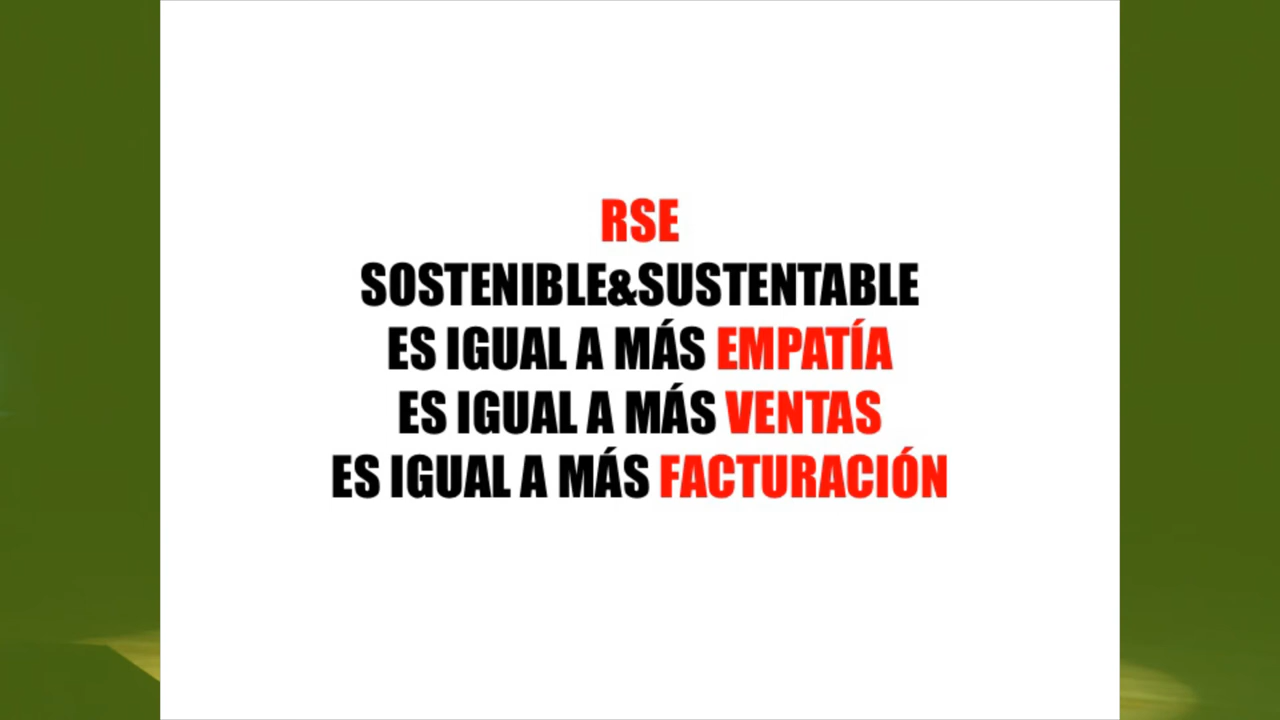 RSE
SOSTENIBLE&SUSTENTABLE
ES IGUAL A MÁS EMPATÍA
ES IGUAL A MÁS VENTAS
ES IGUAL A MÁS FACTURACIÓN